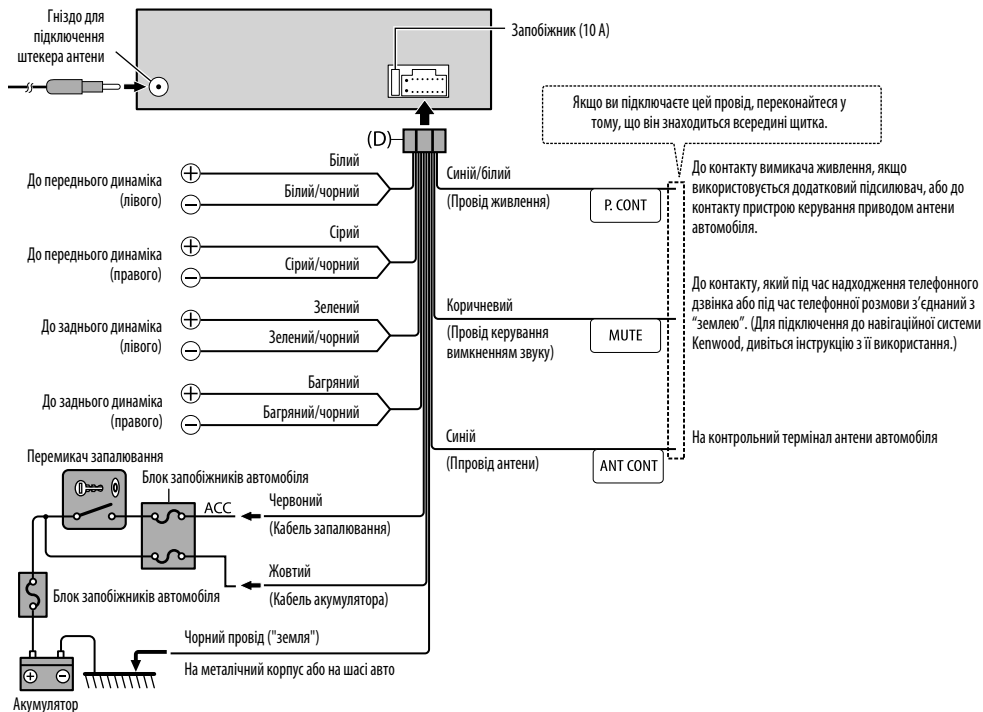 Гніздо для
підключення
штекера антени
Запобіжник (10 A)
Якщо ви підключаєте цей провід, переконайтеся у
тому, що він знаходиться всередині щитка.
(D)
До переднього динаміка
(лівого)
Білий
Білий/чорний
До переднього динаміка
(правого)
Сірий
Сірий/чорний
До заднього динаміка
(лівого)
Зелений
Зелений/чорний
До заднього динаміка
(правого)
Багряний
Багряний/чорний
Синій/білий
(Провід живлення)
P. CONT
До контакту вимикача живлення, якщо
використовується додатковий підсилювач, або до
контакту пристрою керування приводом антени
автомобіля.
Коричневий
(Провід керування
вимкненням звуку)
MUTE
До контакту, який під час надходження телефонного
дзвінка або під час телефонної розмови з’єднаний з
“землею”. (Для підключення до навігаційної системи
Kenwood, дивіться інструкцію з її використання.)
Синій
(Ппровід антени)
ANT CONT
На контрольний термінал антени автомобіля
Перемикач запалювання
Блок запобіжників автомобіля
ACC
Червоний
(Кабель запалювання)
Жовтий
(Кабель акумулятора)
Блок запобіжників автомобіля
Чорний провід ("земля")
На металічний корпус або на шасі авто
Акумулятор